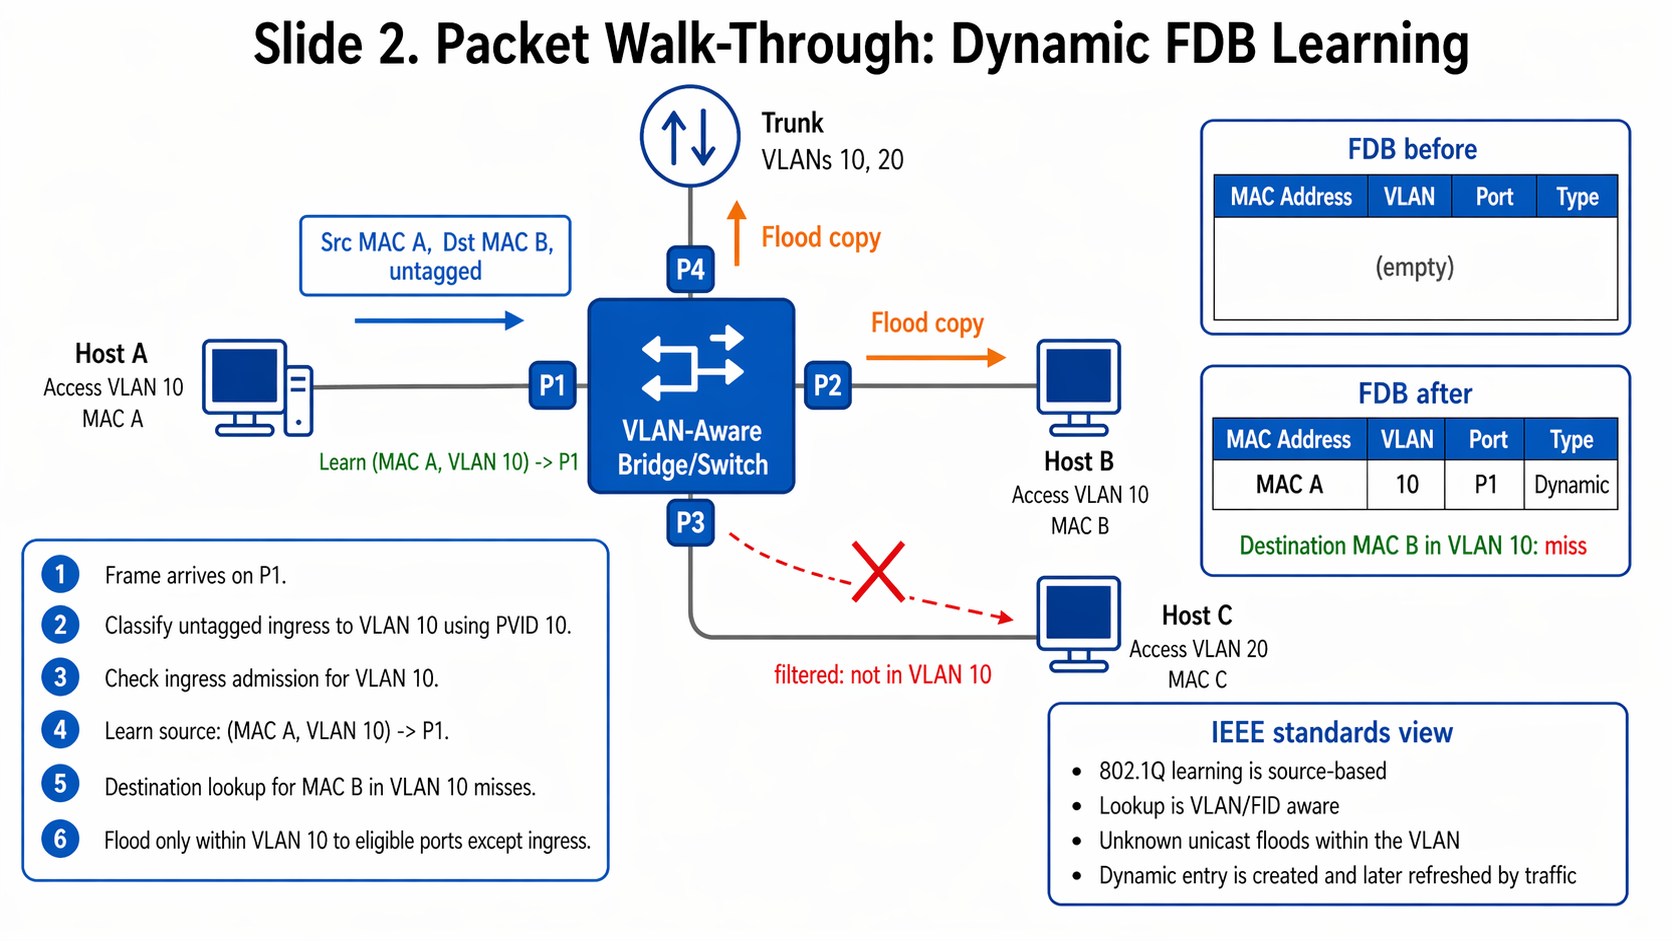 Slide 2. Packet Walk-Through: Dynamic FDB Learning
Trunk
VLANs 10, 20
Flood copy
P4
Src MAC A, Dst MAC B,
untagged
Host A
Access VLAN 10
MAC A
P1
Learn (MAC A, VLAN 10) -> P1
VLAN-Aware
Bridge/Switch
P2
Flood copy
Host B
Access VLAN 10
MAC B
P3
filtered: not in VLAN 10
Host C
Access VLAN 20
MAC C
FDB before
MAC Address VLAN Port Type
(empty)
FDB after
MAC Address VLAN Port Type
MAC A 10 P1 Dynamic
Destination MAC B in VLAN 10: miss
1 Frame arrives on P1.
2 Classify untagged ingress to VLAN 10 using PVID 10.
3 Check ingress admission for VLAN 10.
4 Learn source: (MAC A, VLAN 10) -> P1.
5 Destination lookup for MAC B in VLAN 10 misses.
6 Flood only within VLAN 10 to eligible ports except ingress.
IEEE standards view
• 802.1Q learning is source-based
• Lookup is VLAN/FID aware
• Unknown unicast floods within the VLAN
• Dynamic entry is created and later refreshed by traffic